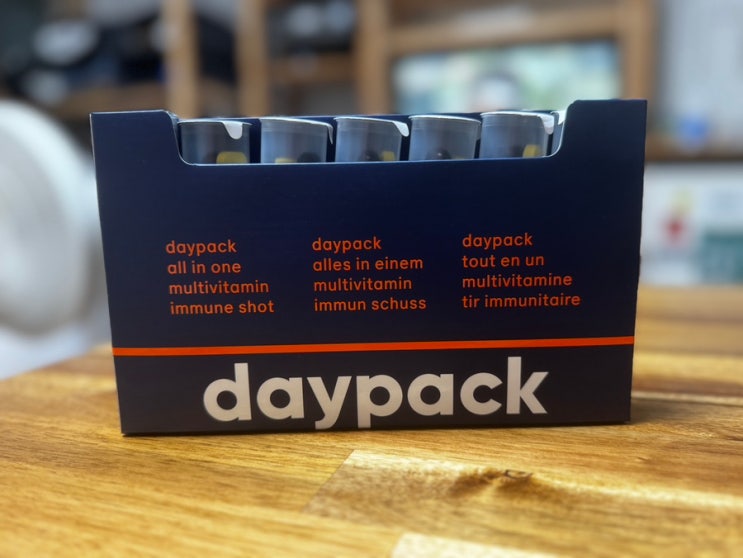 daypack
all in one
multivitamin
immune shot
daypack
alles in einem
multivitamin
immun schuss
daypack
tout en un
multivitamine
tir immunitaire
daypack